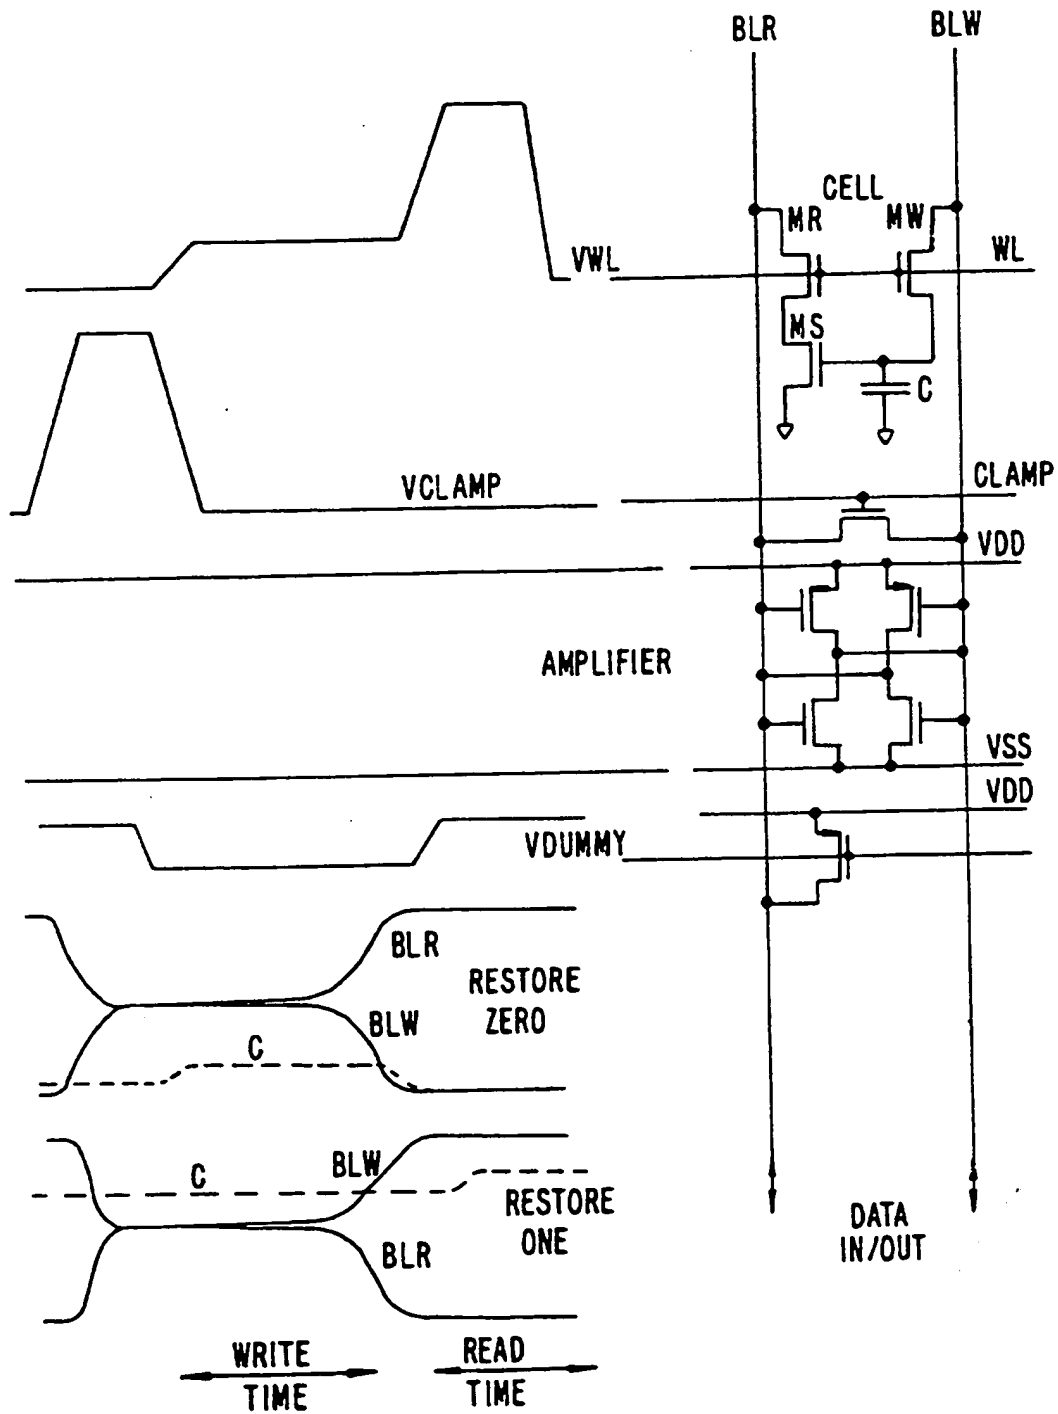 BLR
BLW
CELL
MR
MW
VWL
WL
MS
C
VCLAMP
CLAMP
VDD
AMPLIFIER
VSS
VDD
VDUMMY
BLR
RESTORE
ZERO
BLW
C
C
BLW
RESTORE
ONE
BLR
DATA
IN/OUT
WRITE
TIME
READ
TIME